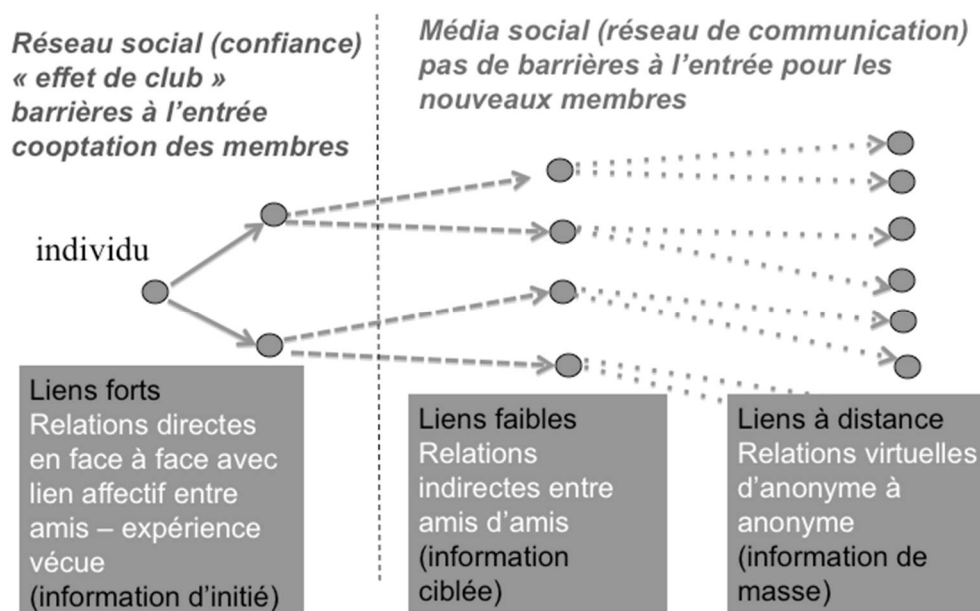 Réseau social (confiance)
« effet de club »
barrières à l'entrée
cooptation des membres
Média social (réseau de communication)
pas de barrières à l'entrée pour les
nouveaux membres
individu
Liens forts
Relations directes
en face à face avec
lien affectif entre
amis – expérience
vécue
(information d'initié)
Liens faibles
Relations
indirectes entre
amis d'amis
(information
ciblée)
Liens à distance
Relations virtuelles
d'anonyme à
anonyme
(information de
masse)